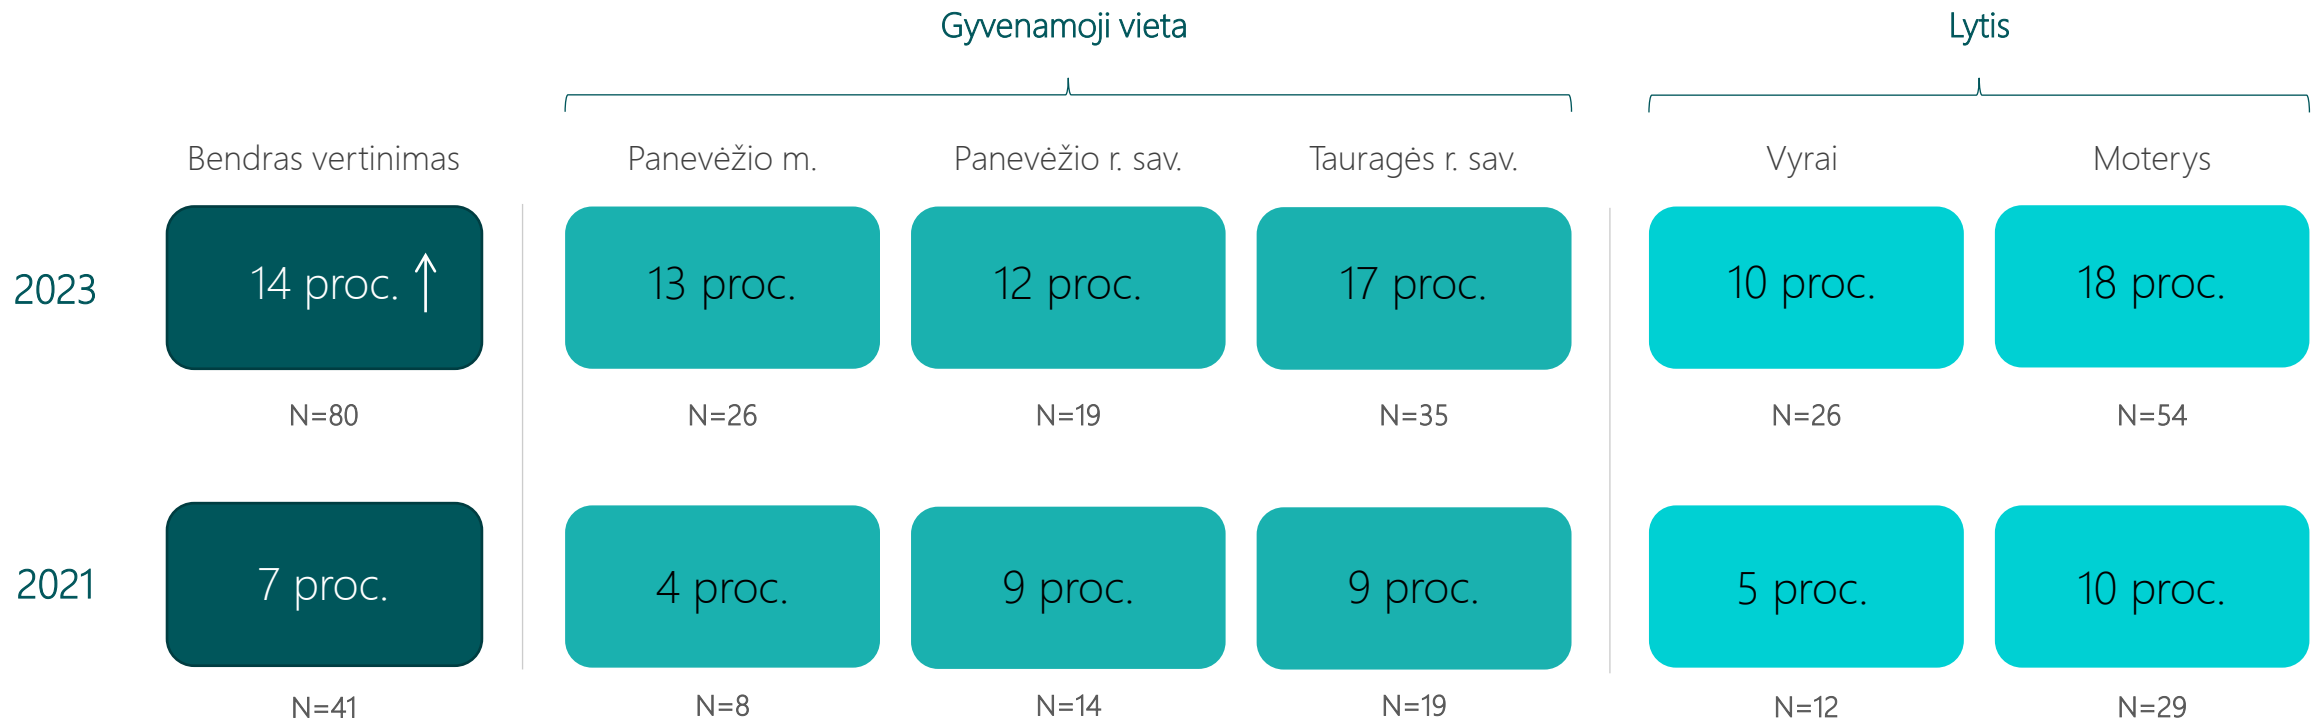 Gyvenamoji vieta
Lytis
Bendras vertinimas
Panevėžio m.
Panevėžio r. sav.
Tauragės r. sav.
Vyrai
Moterys
2023
14 proc.
13 proc.
12 proc.
17 proc.
10 proc.
18 proc.
N=80
N=26
N=19
N=35
N=26
N=54
2021
7 proc.
4 proc.
9 proc.
9 proc.
5 proc.
10 proc.
N=41
N=8
N=14
N=19
N=12
N=29